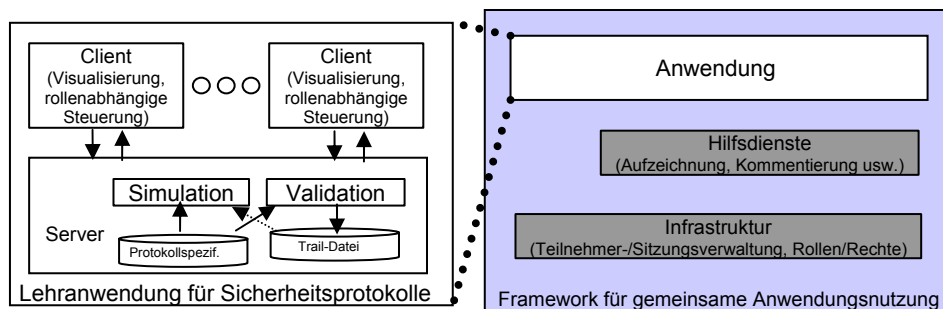 Client
(Visualisierung,
rollenabhängige
Steuerung)
Client
(Visualisierung,
rollenabhängige
Steuerung)
Simulation
Validation
Server
Protokollspezif.
Trail-Datei
Lehranwendung für Sicherheitsprotokolle
Anwendung
Hilfsdienste
(Aufzeichnung, Kommentierung usw.)
Infrastruktur
(Teilnehmer-/Sitzungsverwaltung, Rollen/Rechte)
Framework für gemeinsame Anwendungsnutzung